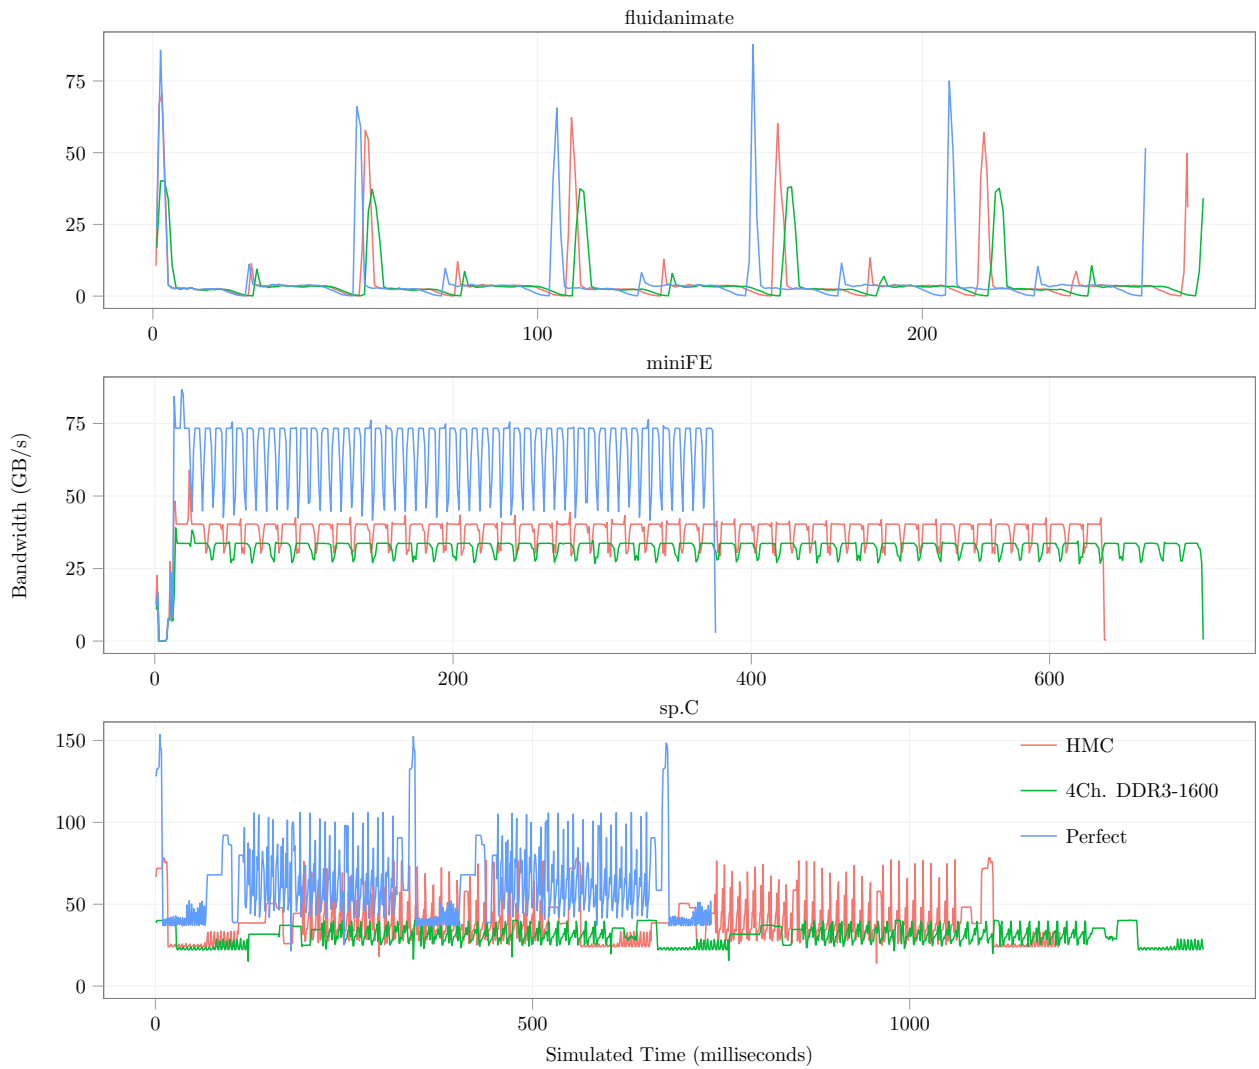 fluidanimate
75
50
25
0
0 100 200
miniFE
Bandwidth (GB/s)
75
50
25
0
0 200 400 600
sp.C
150
100
50
0
HMC
4Ch. DDR3-1600
Perfect
0 500 1000
Simulated Time (milliseconds)